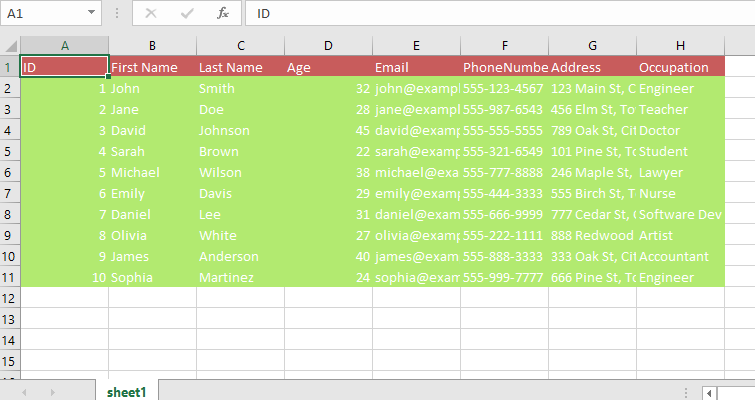 A1 fx ID
A B C D E F G H
1 ID First Name Last Name Age Email PhoneNumbe Address Occupation
2 1 John Smith 32 john@exampl 555-123-4567 123 Main St, C Engineer
3 2 Jane Doe 28 jane@exampl 555-987-6543 456 Elm St, To Teacher
4 3 David Johnson 45 david@examp 555-555-5555 789 Oak St, Cit Doctor
5 4 Sarah Brown 22 sarah@examp 555-321-6549 101 Pine St, To Student
6 5 Michael Wilson 38 michael@exa 555-777-8888 246 Maple St, Lawyer
7 6 Emily Davis 29 emily@examp 555-444-3333 555 Birch St, T Nurse
8 7 Daniel Lee 31 daniel@exam 555-666-9999 777 Cedar St, Software Dev
9 8 Olivia White 27 olivia@examp 555-222-1111 888 Redwood Artist
10 9 James Anderson 40 james@exam 555-888-3333 333 Oak St, Cit Accountant
11 10 Sophia Martinez 24 sophia@exam 555-999-7777 666 Pine St, To Engineer
12
13
14
15
sheet1